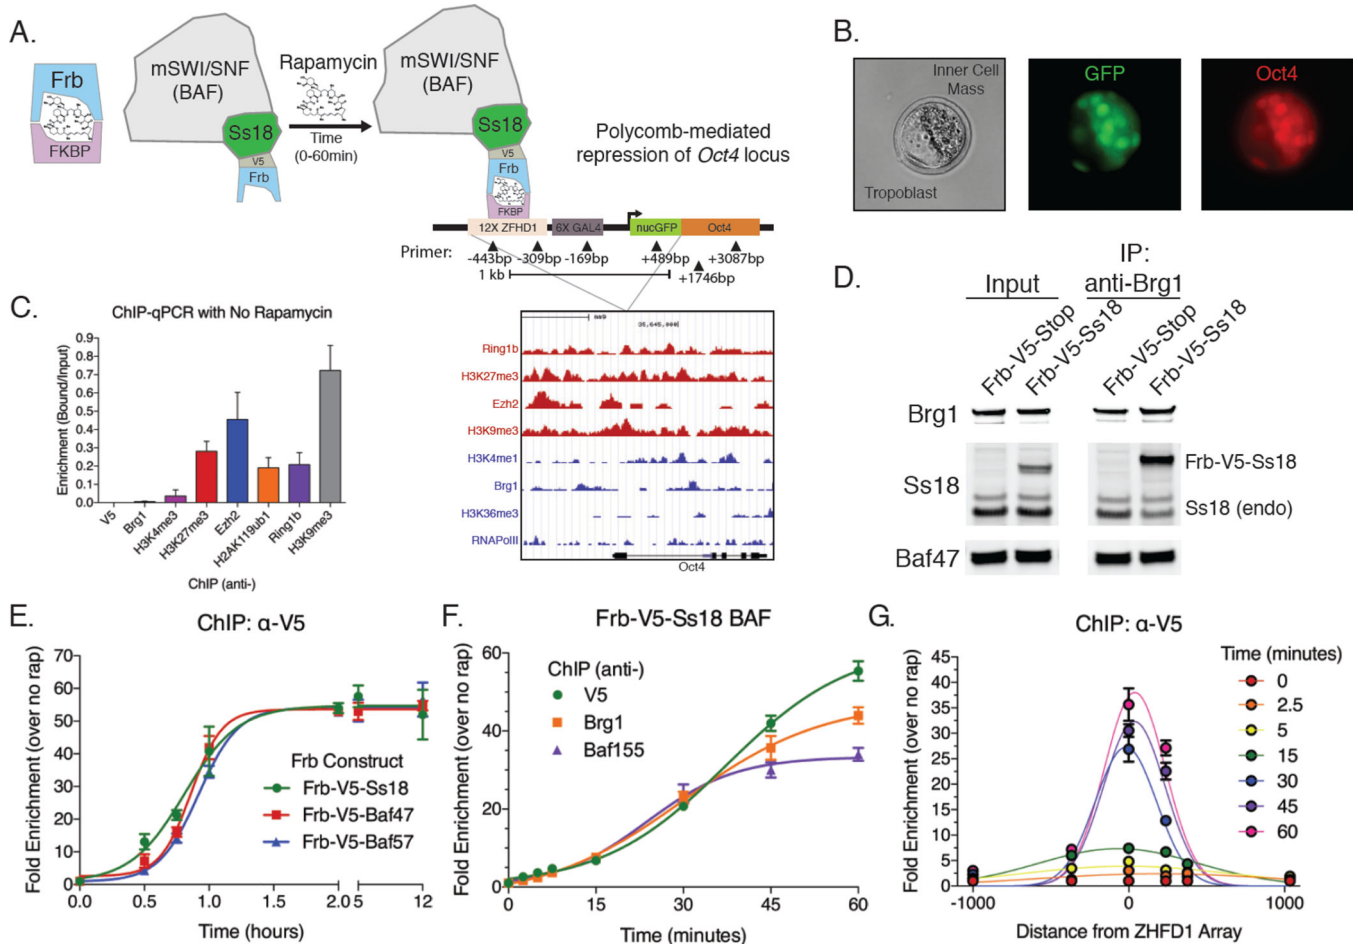 A.
Frb
FKBP
mSWI/SNF
(BAF)
Ss18
V5
Frb
Rapamycin
Time
(0-60min)
mSWI/SNF
(BAF)
Ss18
V5
Frb
FKBP
Polycomb-mediated
repression of Oct4 locus
12X ZFHD1
6X GAL4
nucGFP
Oct4
Primer:
-443bp
-309bp
-169bp
+489bp
+3087bp
+1746bp
1 kb
mm9
Ring1b
H3K27me3
Ezh2
H3K9me3
H3K4me1
Brg1
H3K36me3
RNAPolII
Oct4
B.
Inner Cell
Mass
Tropoblast
GFP
Oct4
C.
ChIP-qPCR with No Rapamycin
Enrichment (Bound/Input)
0.9
0.8
0.7
0.6
0.5
0.4
0.3
0.2
0.1
0.0
V5
Brg1
H3K4me3
H3K27me3
Ezh2
H2AK119ub1
Ring1b
H3K9me3
ChIP (anti-)
D.
Input
IP:
anti-Brg1
Frb-V5-Stop
Frb-V5-Ss18
Frb-V5-Stop
Frb-V5-Ss18
Brg1
Ss18
Baf47
Frb-V5-Ss18
Ss18 (endo)
E.
ChIP: α-V5
Fold Enrichment (over no rap)
70
60
50
40
30
20
10
0
0.0
0.5
1.0
1.5
2.0
5
12
Time (hours)
Frb Construct
Frb-V5-Ss18
Frb-V5-Baf47
Frb-V5-Baf57
F.
Frb-V5-Ss18 BAF
Fold Enrichment (over no rap)
60
40
20
0
0
15
30
45
60
Time (minutes)
ChIP (anti-)
V5
Brg1
Baf155
G.
ChIP: α-V5
Fold Enrichment (over no rap)
45
40
35
30
25
20
15
10
5
0
-1000
0
1000
Distance from ZHFD1 Array
Time (minutes)
0
2.5
5
15
30
45
60